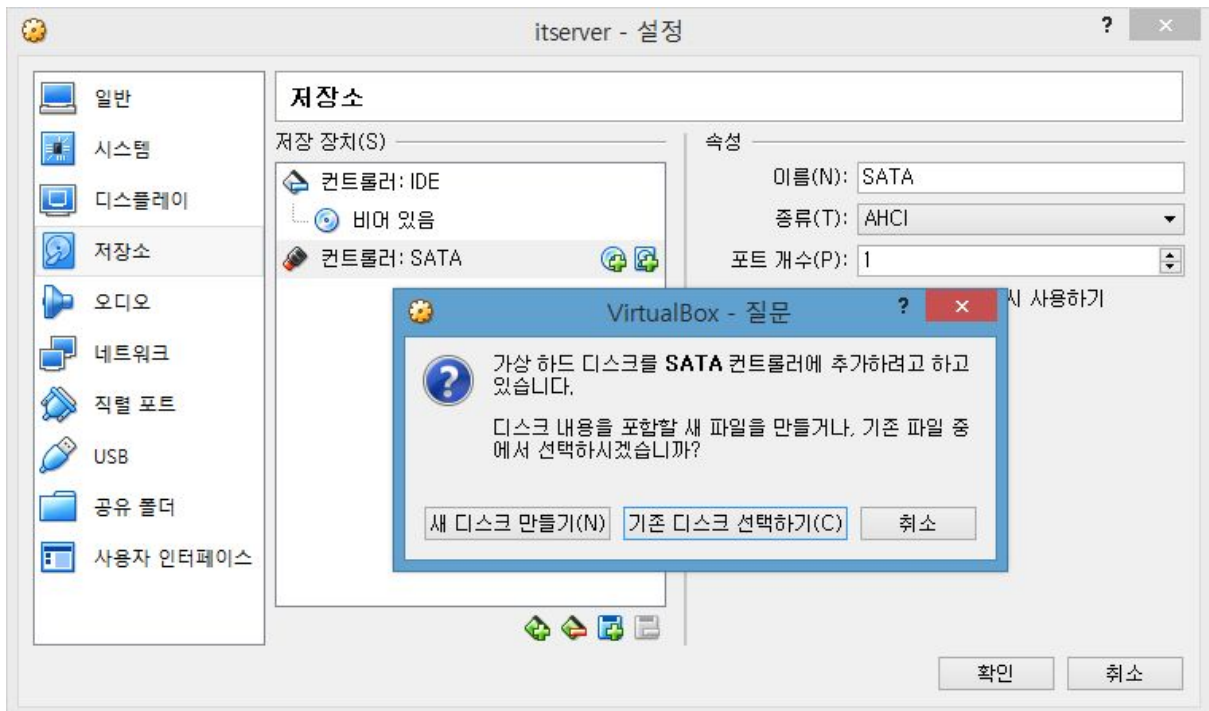 itserver - 설정
?
일반
시스템
디스플레이
저장소
오디오
네트워크
직렬 포트
USB
공유 폴더
사용자 인터페이스
저장소
저장 장치(S)
컨트롤러: IDE
비어 있음
컨트롤러: SATA
속성
이름(N): SATA
종류(T): AHCI
포트 개수(P): 1
시 사용하기
VirtualBox - 질문
?
가상 하드 디스크를 SATA 컨트롤러에 추가하려고 하고
있습니다.
디스크 내용을 포함할 새 파일을 만들거나, 기존 파일 중
에서 선택하시겠습니까?
새 디스크 만들기(N) 기존 디스크 선택하기(C) 취소
확인 취소